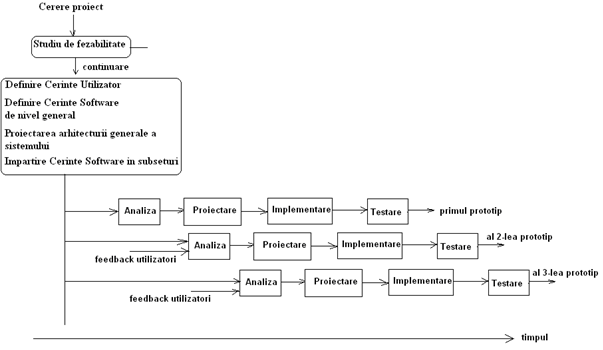 Cerere proiect
Studiu de fezabilitate
continuare
Definire Cerinte Utilizator
Definire Cerinte Software
de nivel general
Proiectarea arhitecturii generale a
sistemului
Impartire Cerinte Software in subseturi
Analiza
Proiectare
Implementare
Testare
primul prototip
feedback utilizatori
Analiza
Proiectare
Implementare
Testare
al 2-lea prototip
feedback utilizatori
Analiza
Proiectare
Implementare
Testare
al 3-lea prototip
timpul